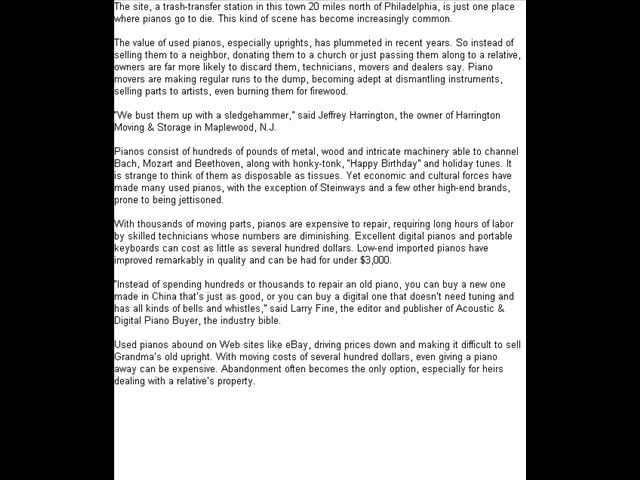 The site, a trash-transfer station in this town 20 miles north of Philadelphia, is just one place
where pianos go to die. This kind of scene has become increasingly common.
The value of used pianos, especially uprights, has plummeted in recent years. So instead of
selling them to a neighbor, donating them to a church or just passing them along to a relative,
owners are far more likely to discard them, technicians, movers and dealers say. Piano
movers are making regular runs to the dump, becoming adept at dismantling instruments,
selling parts to artists, even burning them for firewood.
"We bust them up with a sledgehammer," said Jeffrey Harrington, the owner of Harrington
Moving & Storage in Maplewood, N.J.
Pianos consist of hundreds of pounds of metal, wood and intricate machinery able to channel
Bach, Mozart and Beethoven, along with honky-tonk, "Happy Birthday" and holiday tunes. It
is strange to think of them as disposable as tissues. Yet economic and cultural forces have
made many used pianos, with the exception of Steinways and a few other high-end brands,
prone to being jettisoned.
With thousands of moving parts, pianos are expensive to repair, requiring long hours of labor
by skilled technicians whose numbers are diminishing. Excellent digital pianos and portable
keyboards can cost as little as several hundred dollars. Low-end imported pianos have
improved remarkably in quality and can be had for under $3,000.
"Instead of spending hundreds or thousands to repair an old piano, you can buy a new one
made in China that's just as good, or you can buy a digital one that doesn't need tuning and
has all kinds of bells and whistles," said Larry Fine, the editor and publisher of Acoustic &
Digital Piano Buyer, the industry bible.
Used pianos abound on Web sites like eBay, driving prices down and making it difficult to sell
Grandma's old upright. With moving costs of several hundred dollars, even giving a piano
away can be expensive. Abandonment often becomes the only option, especially for heirs
dealing with a relative's property.